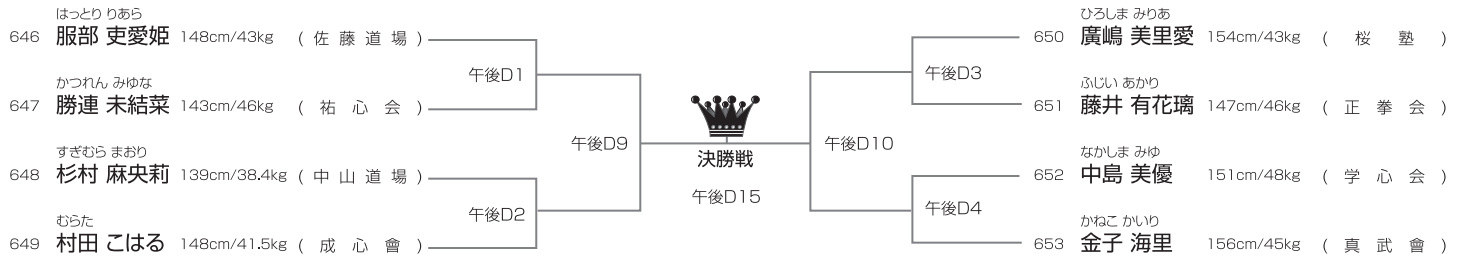 はっとり りあら
646 服部 吏愛姫 148cm/43kg (佐藤道場)
午後D1
かつれん みゆな
647 勝連 未結菜 143cm/46kg (祐心会)
午後D9
すぎむら まおり
648 杉村 麻央莉 139cm/38.4kg (中山道場)
午後D2
むらた
649 村田 こはる 148cm/41.5kg (成心會)
決勝戦
午後D15
ひろしま みりあ
650 廣嶋 美里愛 154cm/43kg (桜塾)
午後D3
ふじい あかり
651 藤井 有花璃 147cm/46kg (正拳会)
午後D10
なかしま みゆ
652 中島 美優 151cm/48kg (学心会)
午後D4
かねこ かいり
653 金子 海里 156cm/45kg (真武會)